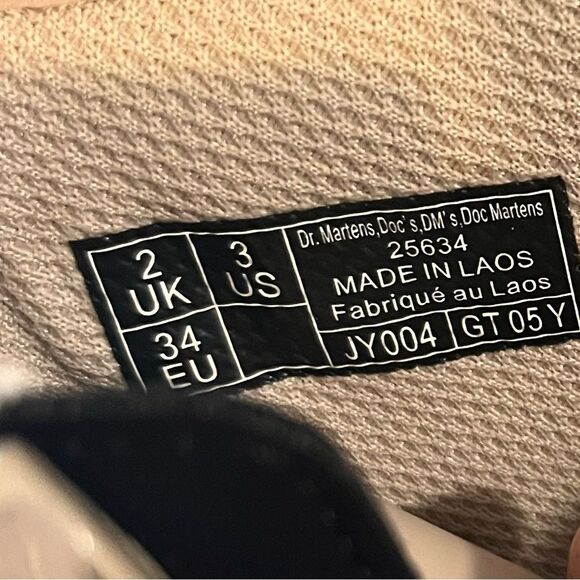 2
UK
3
US
34
EU
Dr. Martens,Doc's,DM's,Doc Martens
25634
MADE IN LAOS
Fabriqué au Laos
JY004
GT 05 Y